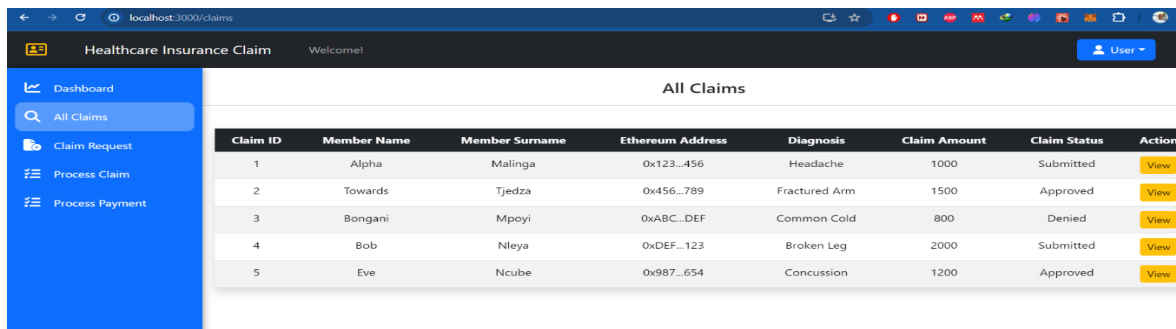 localhost:3000/claims
ABP
Healthcare Insurance Claim Welcome! User
Dashboard
All Claims
Claim Request
Process Claim
Process Payment
All Claims
Claim ID Member Name Member Surname Ethereum Address Diagnosis Claim Amount Claim Status Action
1 Alpha Malinga 0x123...456 Headache 1000 Submitted View
2 Towards Tjedza 0x456...789 Fractured Arm 1500 Approved View
3 Bongani Mpoyi 0xABC...DEF Common Cold 800 Denied View
4 Bob Nleya 0xDEF...123 Broken Leg 2000 Submitted View
5 Eve Ncube 0x987...654 Concussion 1200 Approved View